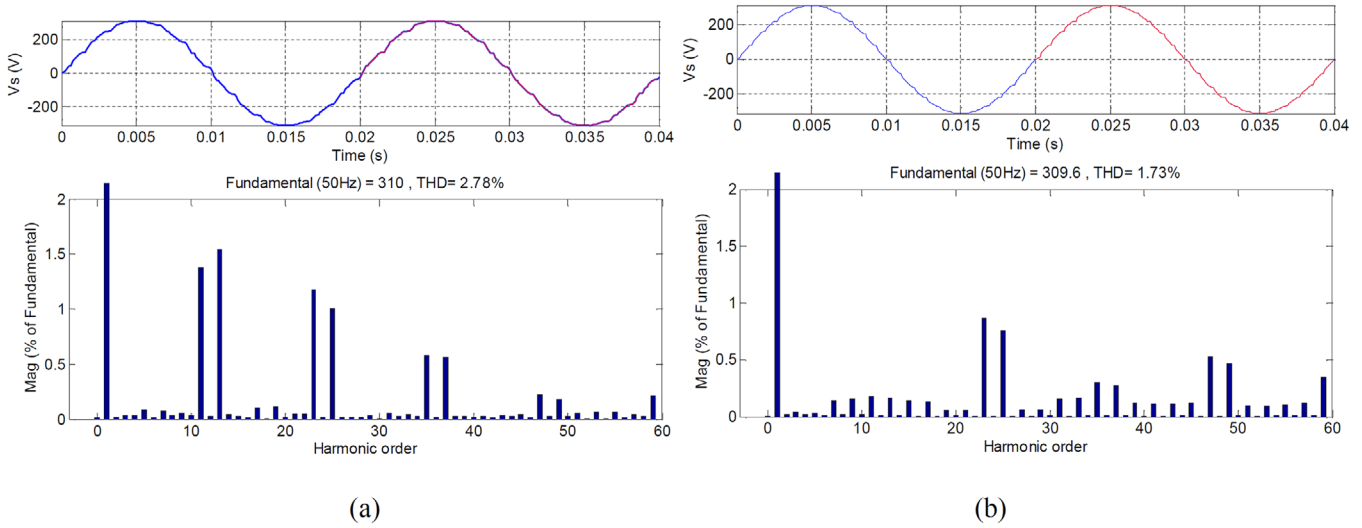 200
0
-200
Vs (V)
0 0.005 0.01 0.015 0.02 0.025 0.03 0.035 0.04
Time (s)
Fundamental (50Hz) = 310 , THD= 2.78%
2
1.5
1
0.5
0
Mag (% of Fundamental)
0 10 20 30 40 50 60
Harmonic order
(a)
200
0
-200
Vs (V)
0 0.005 0.01 0.015 0.02 0.025 0.03 0.035 0.04
Time (s)
Fundamental (50Hz) = 309.6 , THD= 1.73%
2
1.5
1
0.5
0
Mag (% of Fundamental)
0 10 20 30 40 50 60
Harmonic order
(b)